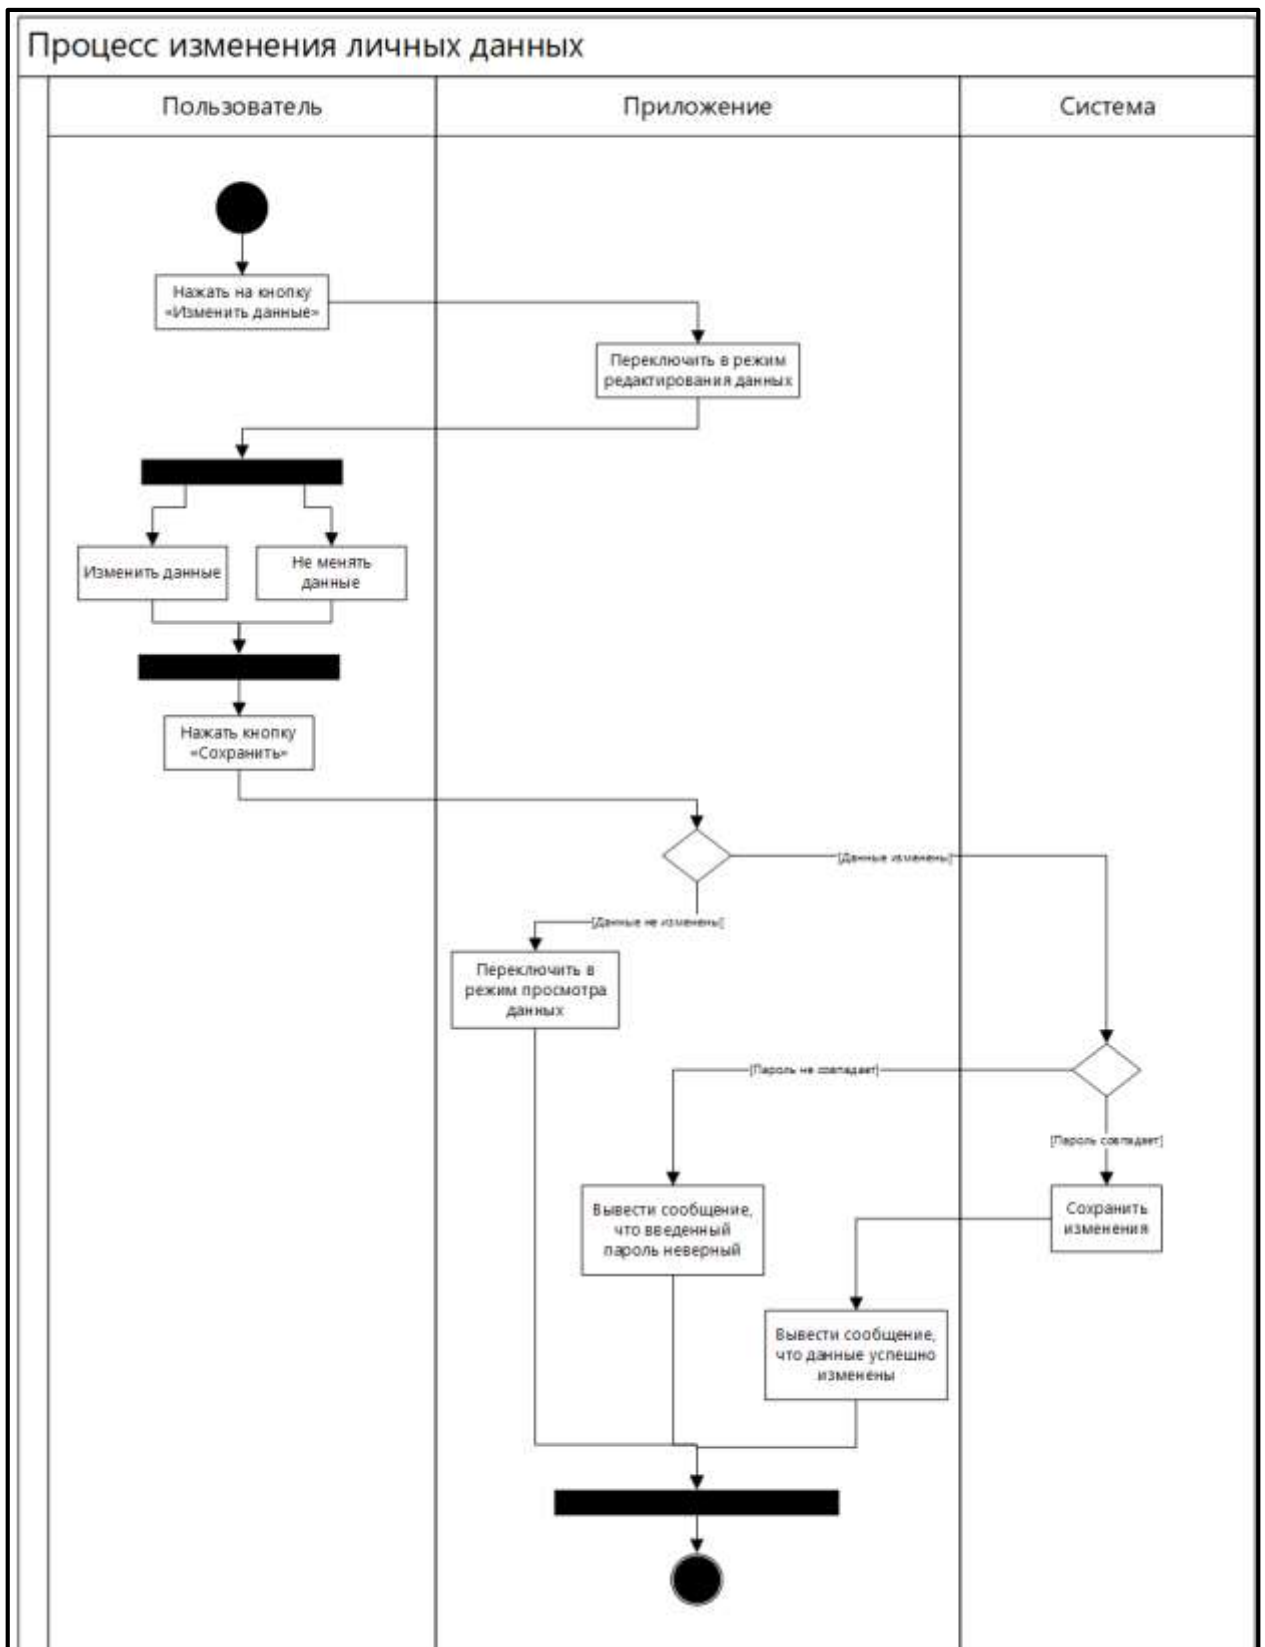 Процесс изменения личных данных
Пользователь
Приложение
Система
Нажать на кнопку
«Изменить данные»
Переключить в режим
редактирования данных
Изменить данные
Не менять
данные
Нажать кнопку
«Сохранить»
[Данные изменены]
[Данные не изменены]
Переключить в
режим просмотра
данных
[Пароль не совпадает]
[Пароль совпадает]
Вывести сообщение,
что введенный
пароль неверный
Сохранить
изменения
Вывести сообщение,
что данные успешно
изменены